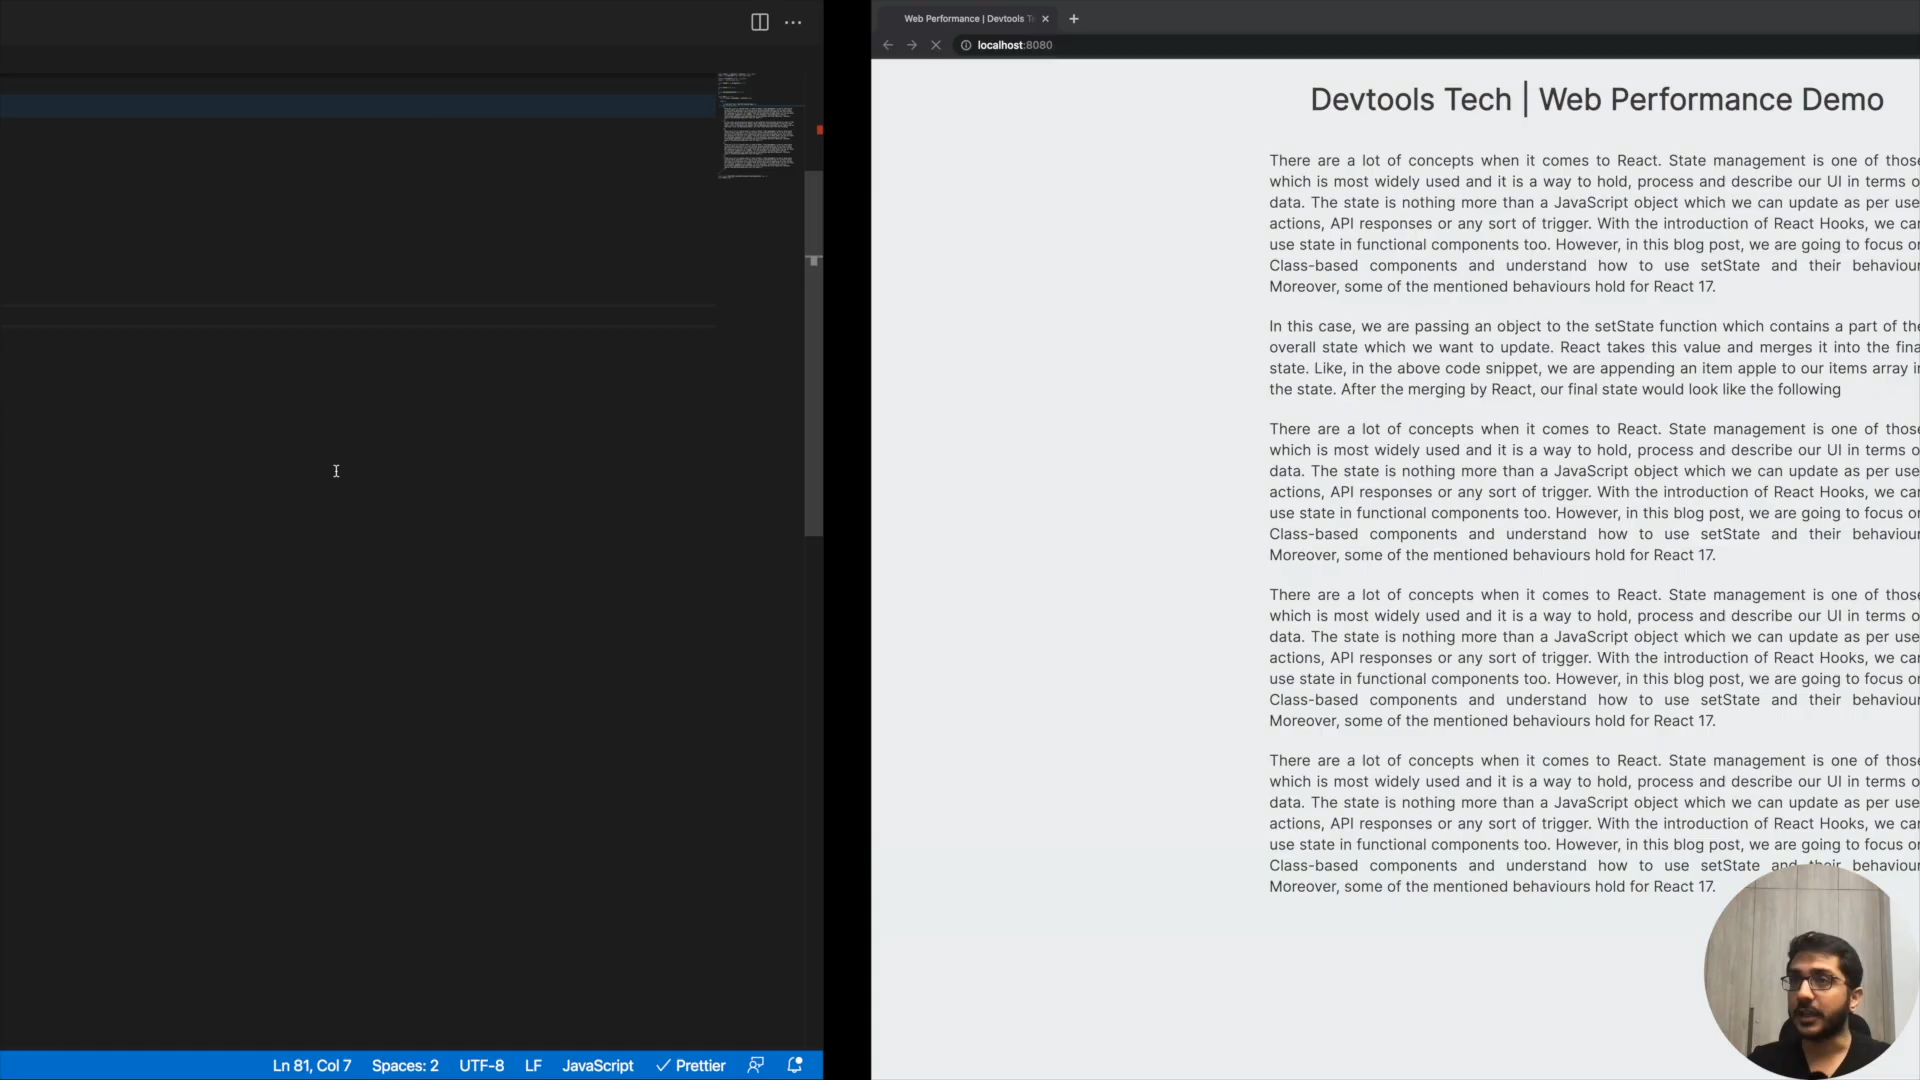 Web Performance | Devtools Te
localhost:8080
Devtools Tech | Web Performance Demo
There are a lot of concepts when it comes to React. State management is one of those
which is most widely used and it is a way to hold, process and describe our UI in terms o
data. The state is nothing more than a JavaScript object which we can update as per use
actions, API responses or any sort of trigger. With the introduction of React Hooks, we can
use state in functional components too. However, in this blog post, we are going to focus on
Class-based components and understand how to use setState and their behaviour
Moreover, some of the mentioned behaviours hold for React 17.
In this case, we are passing an object to the setState function which contains a part of the
overall state which we want to update. React takes this value and merges it into the fina
state. Like, in the above code snippet, we are appending an item apple to our items array in
the state. After the merging by React, our final state would look like the following
There are a lot of concepts when it comes to React. State management is one of those
which is most widely used and it is a way to hold, process and describe our UI in terms o
data. The state is nothing more than a JavaScript object which we can update as per use
actions, API responses or any sort of trigger. With the introduction of React Hooks, we can
use state in functional components too. However, in this blog post, we are going to focus on
Class-based components and understand how to use setState and their behaviour
Moreover, some of the mentioned behaviours hold for React 17.
There are a lot of concepts when it comes to React. State management is one of those
which is most widely used and it is a way to hold, process and describe our UI in terms o
data. The state is nothing more than a JavaScript object which we can update as per use
actions, API responses or any sort of trigger. With the introduction of React Hooks, we can
use state in functional components too. However, in this blog post, we are going to focus on
Class-based components and understand how to use setState and their behaviour
Moreover, some of the mentioned behaviours hold for React 17.
There are a lot of concepts when it comes to React. State management is one of those
which is most widely used and it is a way to hold, process and describe our UI in terms o
data. The state is nothing more than a JavaScript object which we can update as per use
actions, API responses or any sort of trigger. With the introduction of React Hooks, we can
use state in functional components too. However, in this blog post, we are going to focus on
Class-based components and understand how to use setState and their behaviour
Moreover, some of the mentioned behaviours hold for React 17.
Ln 81, Col 7 Spaces: 2 UTF-8 LF JavaScript Prettier